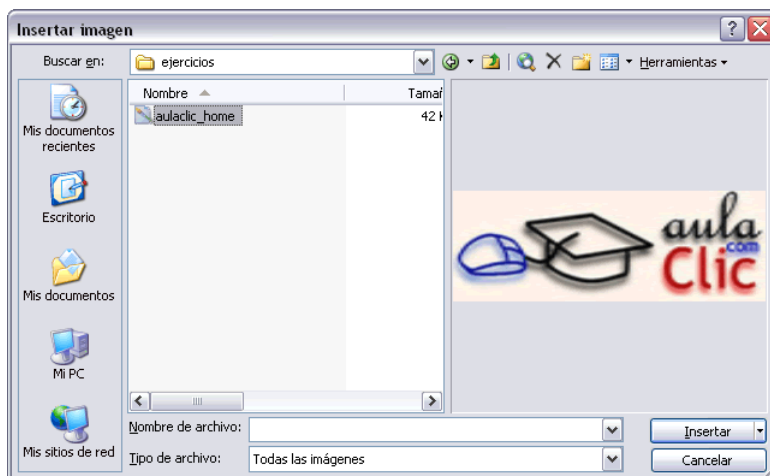 Insertar imagen
Buscar en:
ejercicios
Herramientas
Nombre
Tamañ
aulaclic_home
42 K
Mis documentos
recientes
Escritorio
Mis documentos
Mi PC
Mis sitios de red
aula
com
Clic
Nombre de archivo:
Insertar
Tipo de archivo:
Todas las imágenes
Cancelar